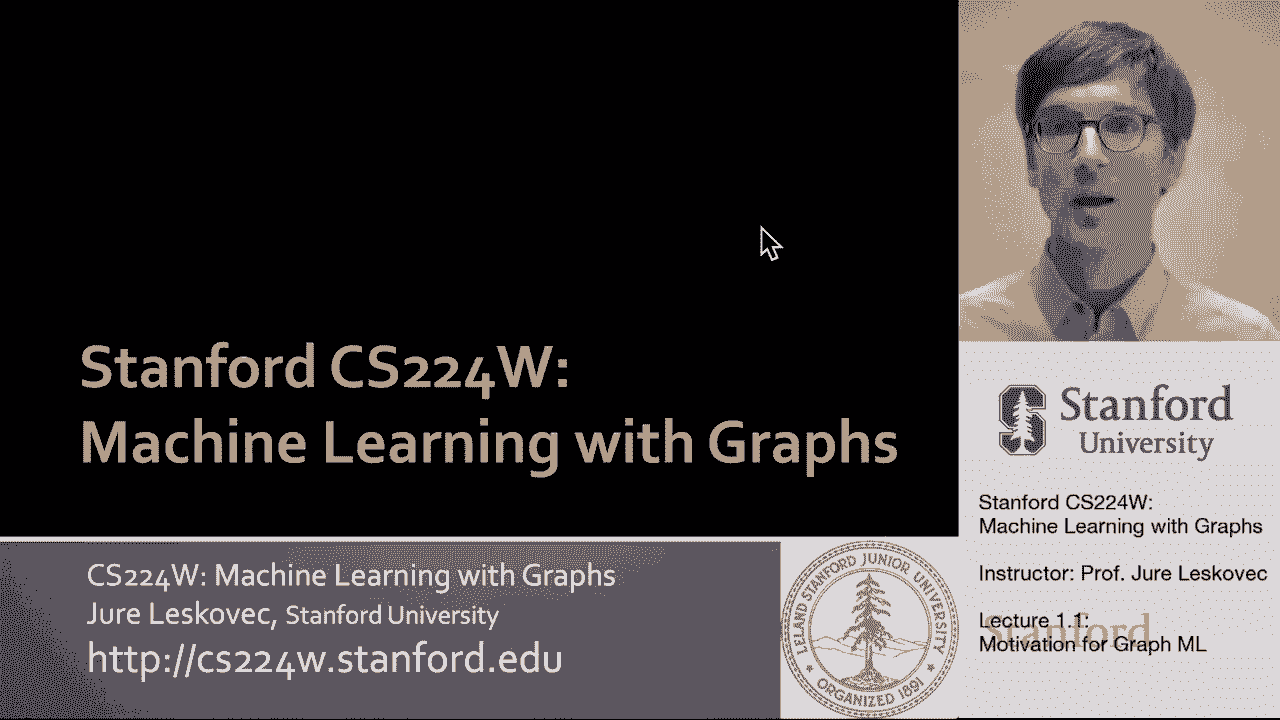 Stanford CS224W:
Machine Learning with Graphs
CS224W: Machine Learning with Graphs
Jure Leskovec, Stanford University
http://cs224w.stanford.edu
LELAND STANFORD JUNIOR UNIVERSITY
ORGANIZED 1891
Stanford
University
Stanford CS224W:
Machine Learning with Graphs
Instructor: Prof. Jure Leskovec
Lecture 1.1:
Motivation for Graph ML
Stanford